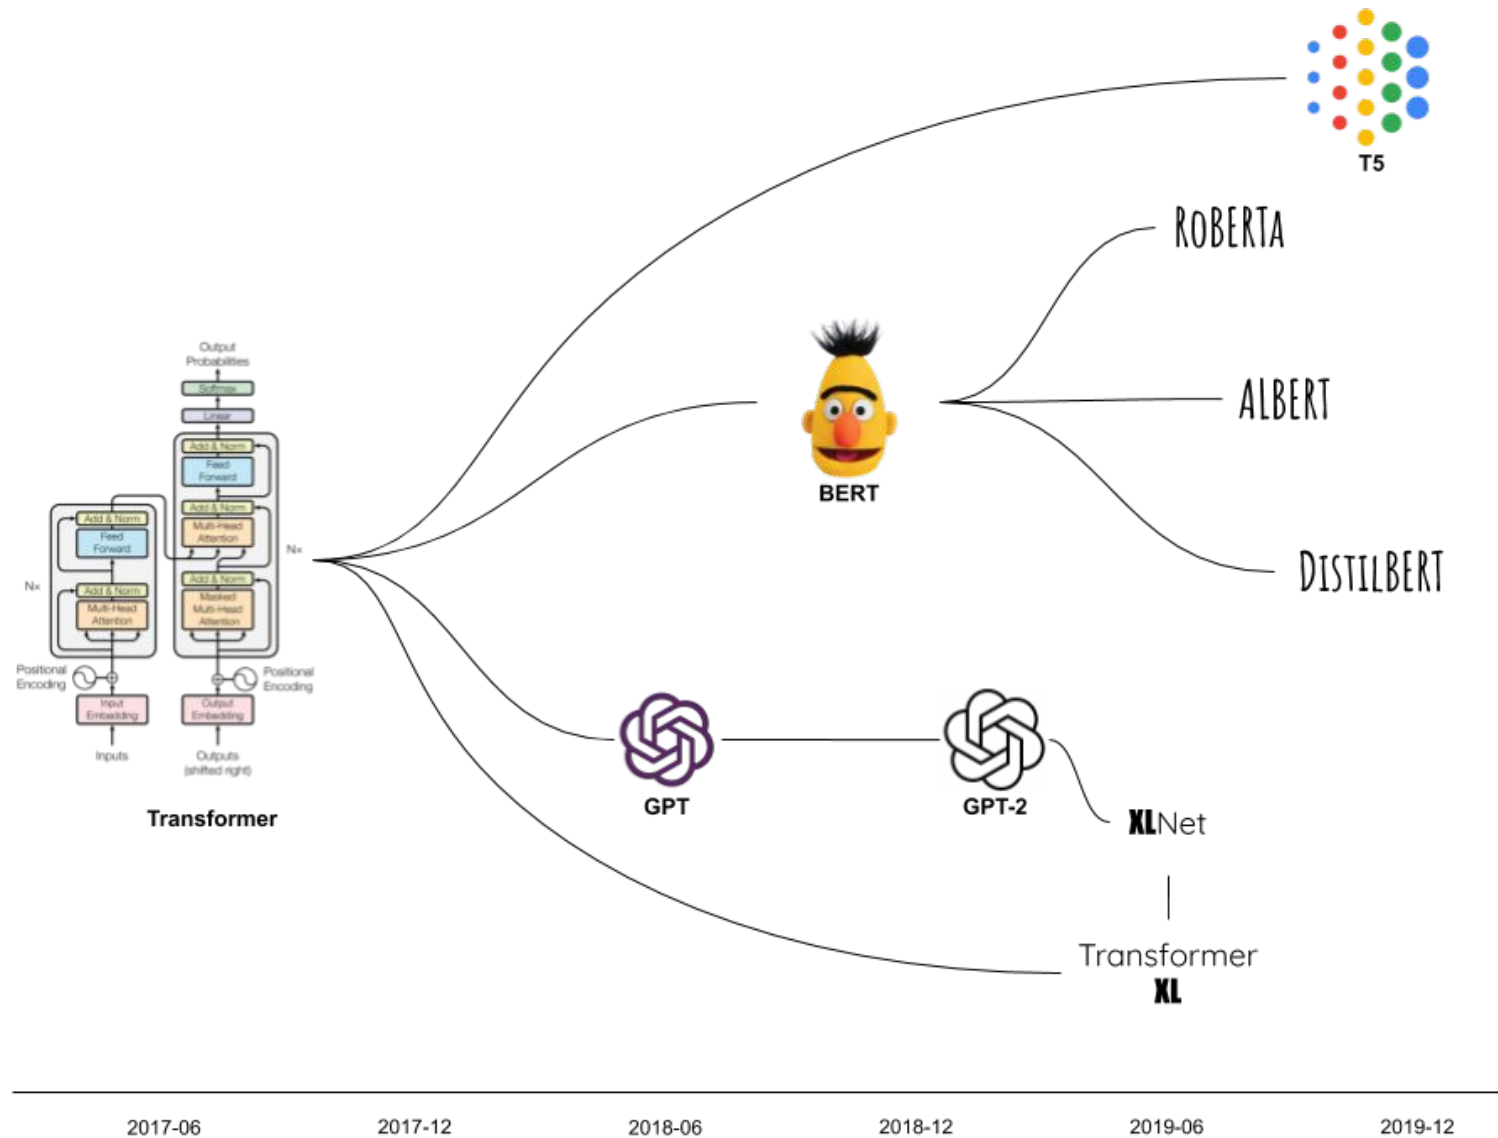 T5
RoBERTa
ALBERT
DistilBERT
BERT
Output
Probabilities
Softmax
Linear
Add & Norm
Feed
Forward
Add & Norm
Multi-Head
Attention
Add & Norm
Masked
Multi-Head
Attention
Nx
Add & Norm
Feed
Forward
Add & Norm
Multi-Head
Attention
Nx
Positional
Encoding
Positional
Encoding
Input
Embedding
Output
Embedding
Inputs
Outputs
(shifted right)
Transformer
GPT
GPT-2
XLNet
Transformer
XL
2017-06
2017-12
2018-06
2018-12
2019-06
2019-12